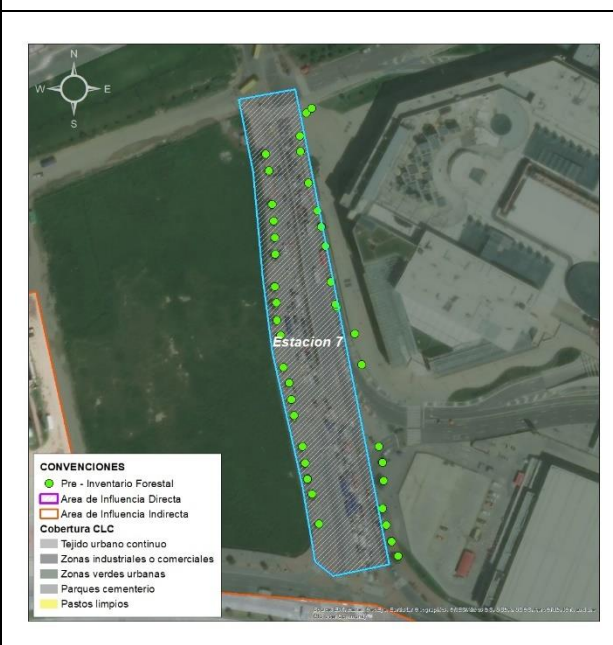 N
W E
S
Estacion 7
CONVENCIONES
Pre - Inventario Forestal
Area de Influencia Directa
Area de Influencia Indirecta
Cobertura CLC
Tejido urbano continuo
Zonas industriales o comerciales
Zonas verdes urbanas
Parques cementerio
Pastos limpios